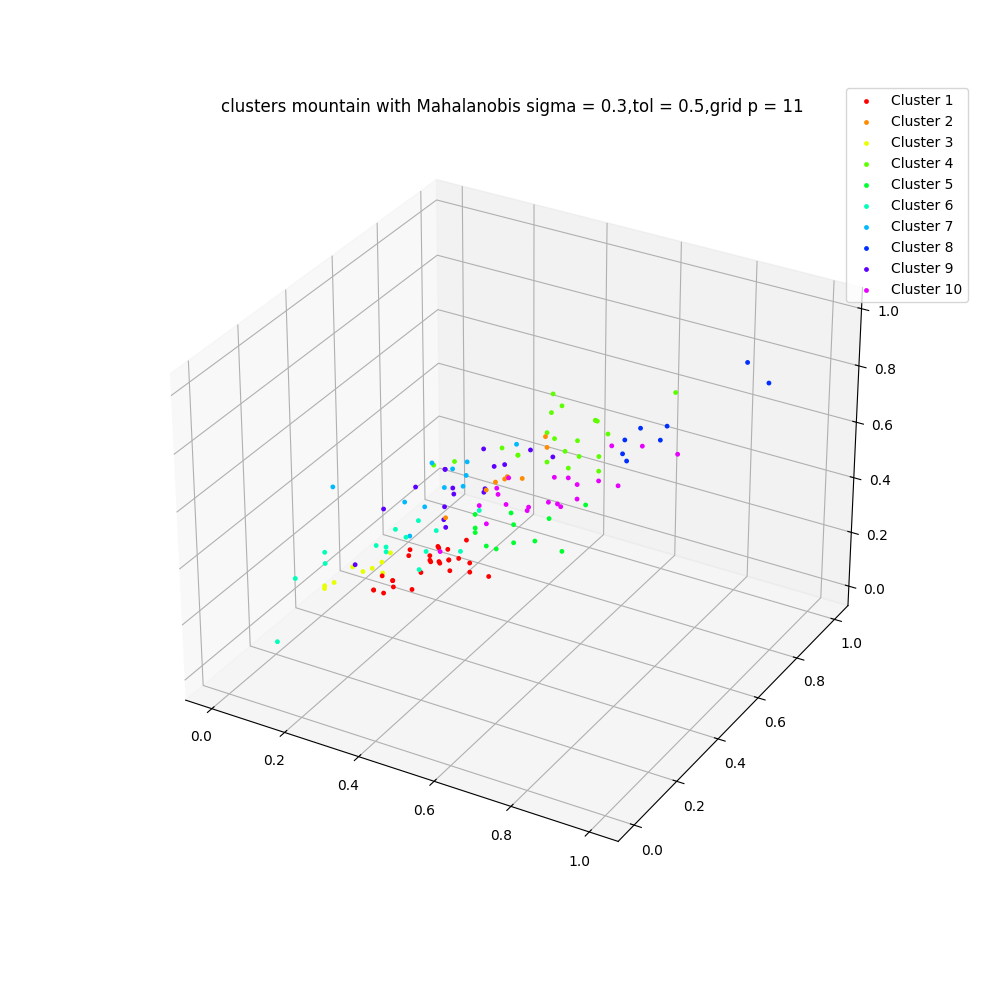 clusters mountain with Mahalanobis sigma = 0.3,tol = 0.5,grid p = 11
Cluster 1
Cluster 2
Cluster 3
Cluster 4
Cluster 5
Cluster 6
Cluster 7
Cluster 8
Cluster 9
Cluster 10
1.0
0.8
0.6
0.4
0.2
0.0
1.0
0.8
0.6
0.4
0.2
0.0
0.0
0.2
0.4
0.6
0.8
1.0